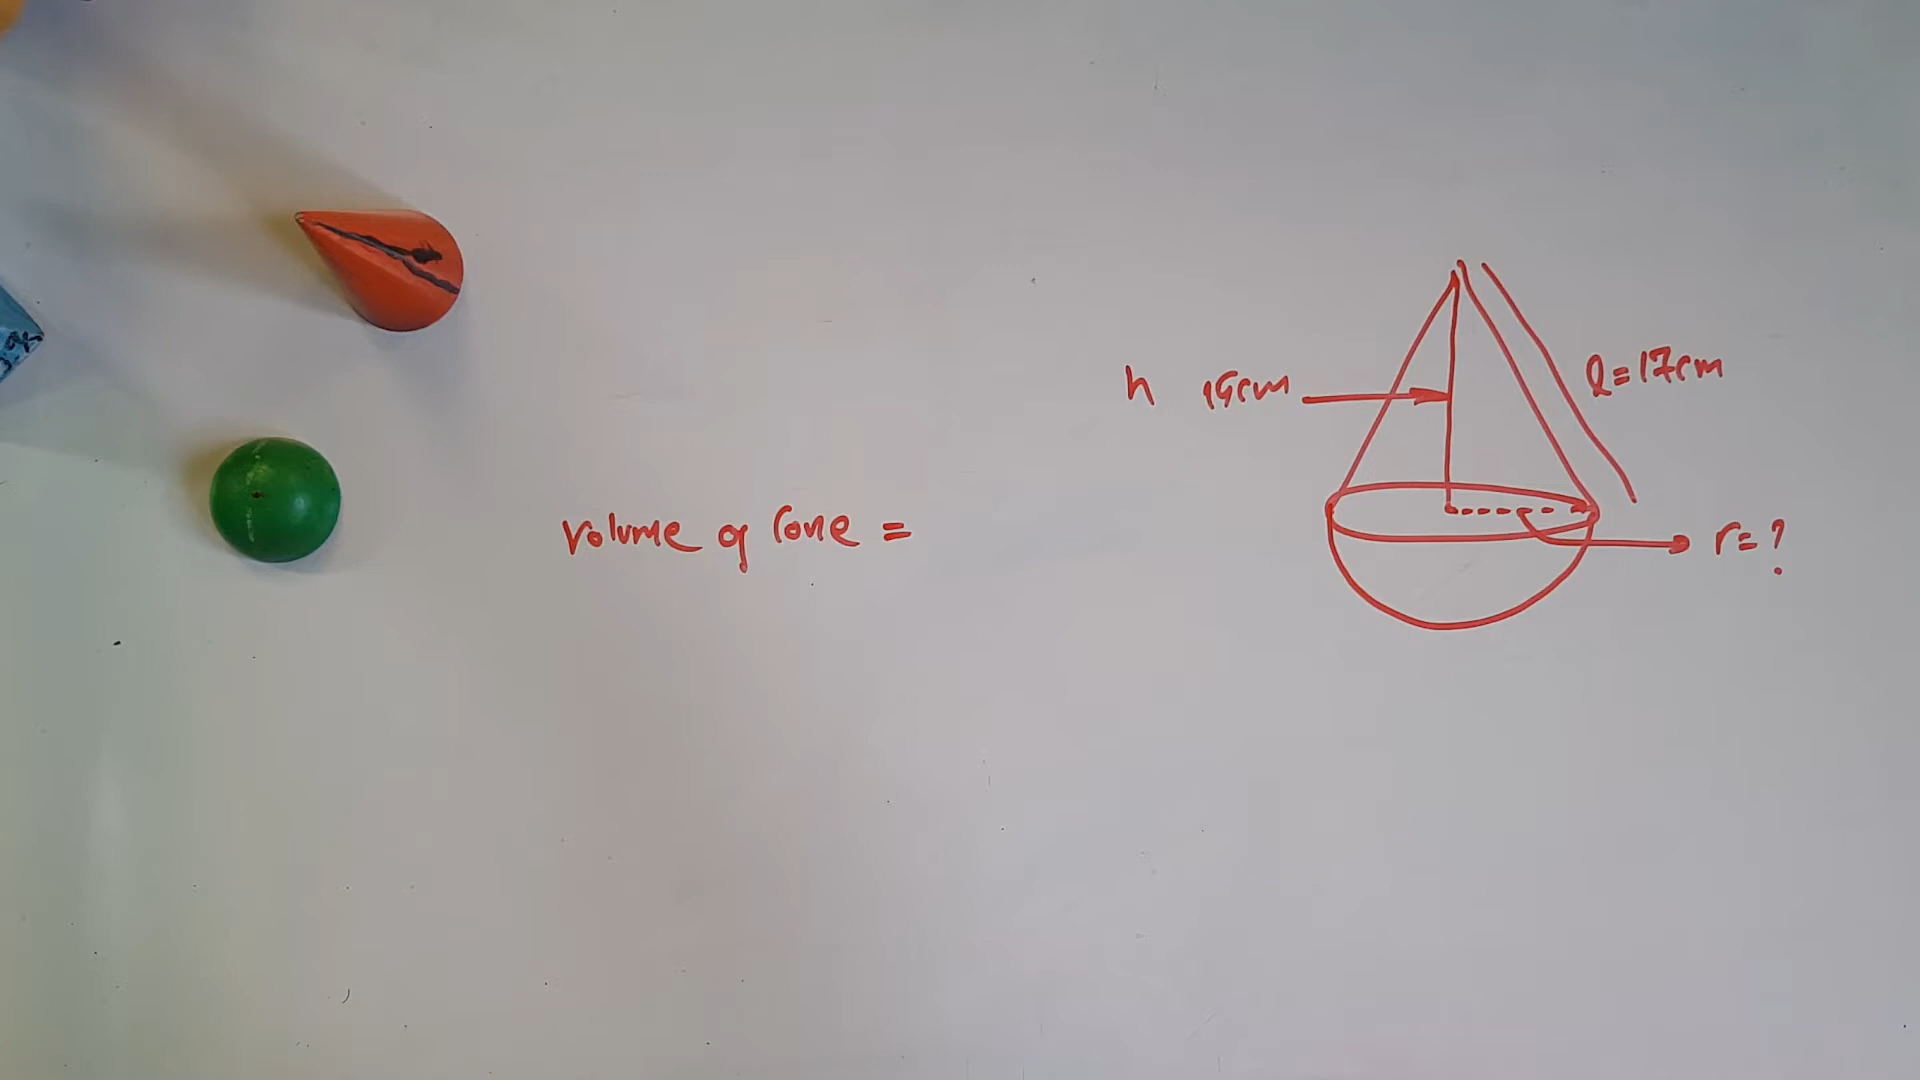 h 15cm
l=17cm
volume of cone =
r=?